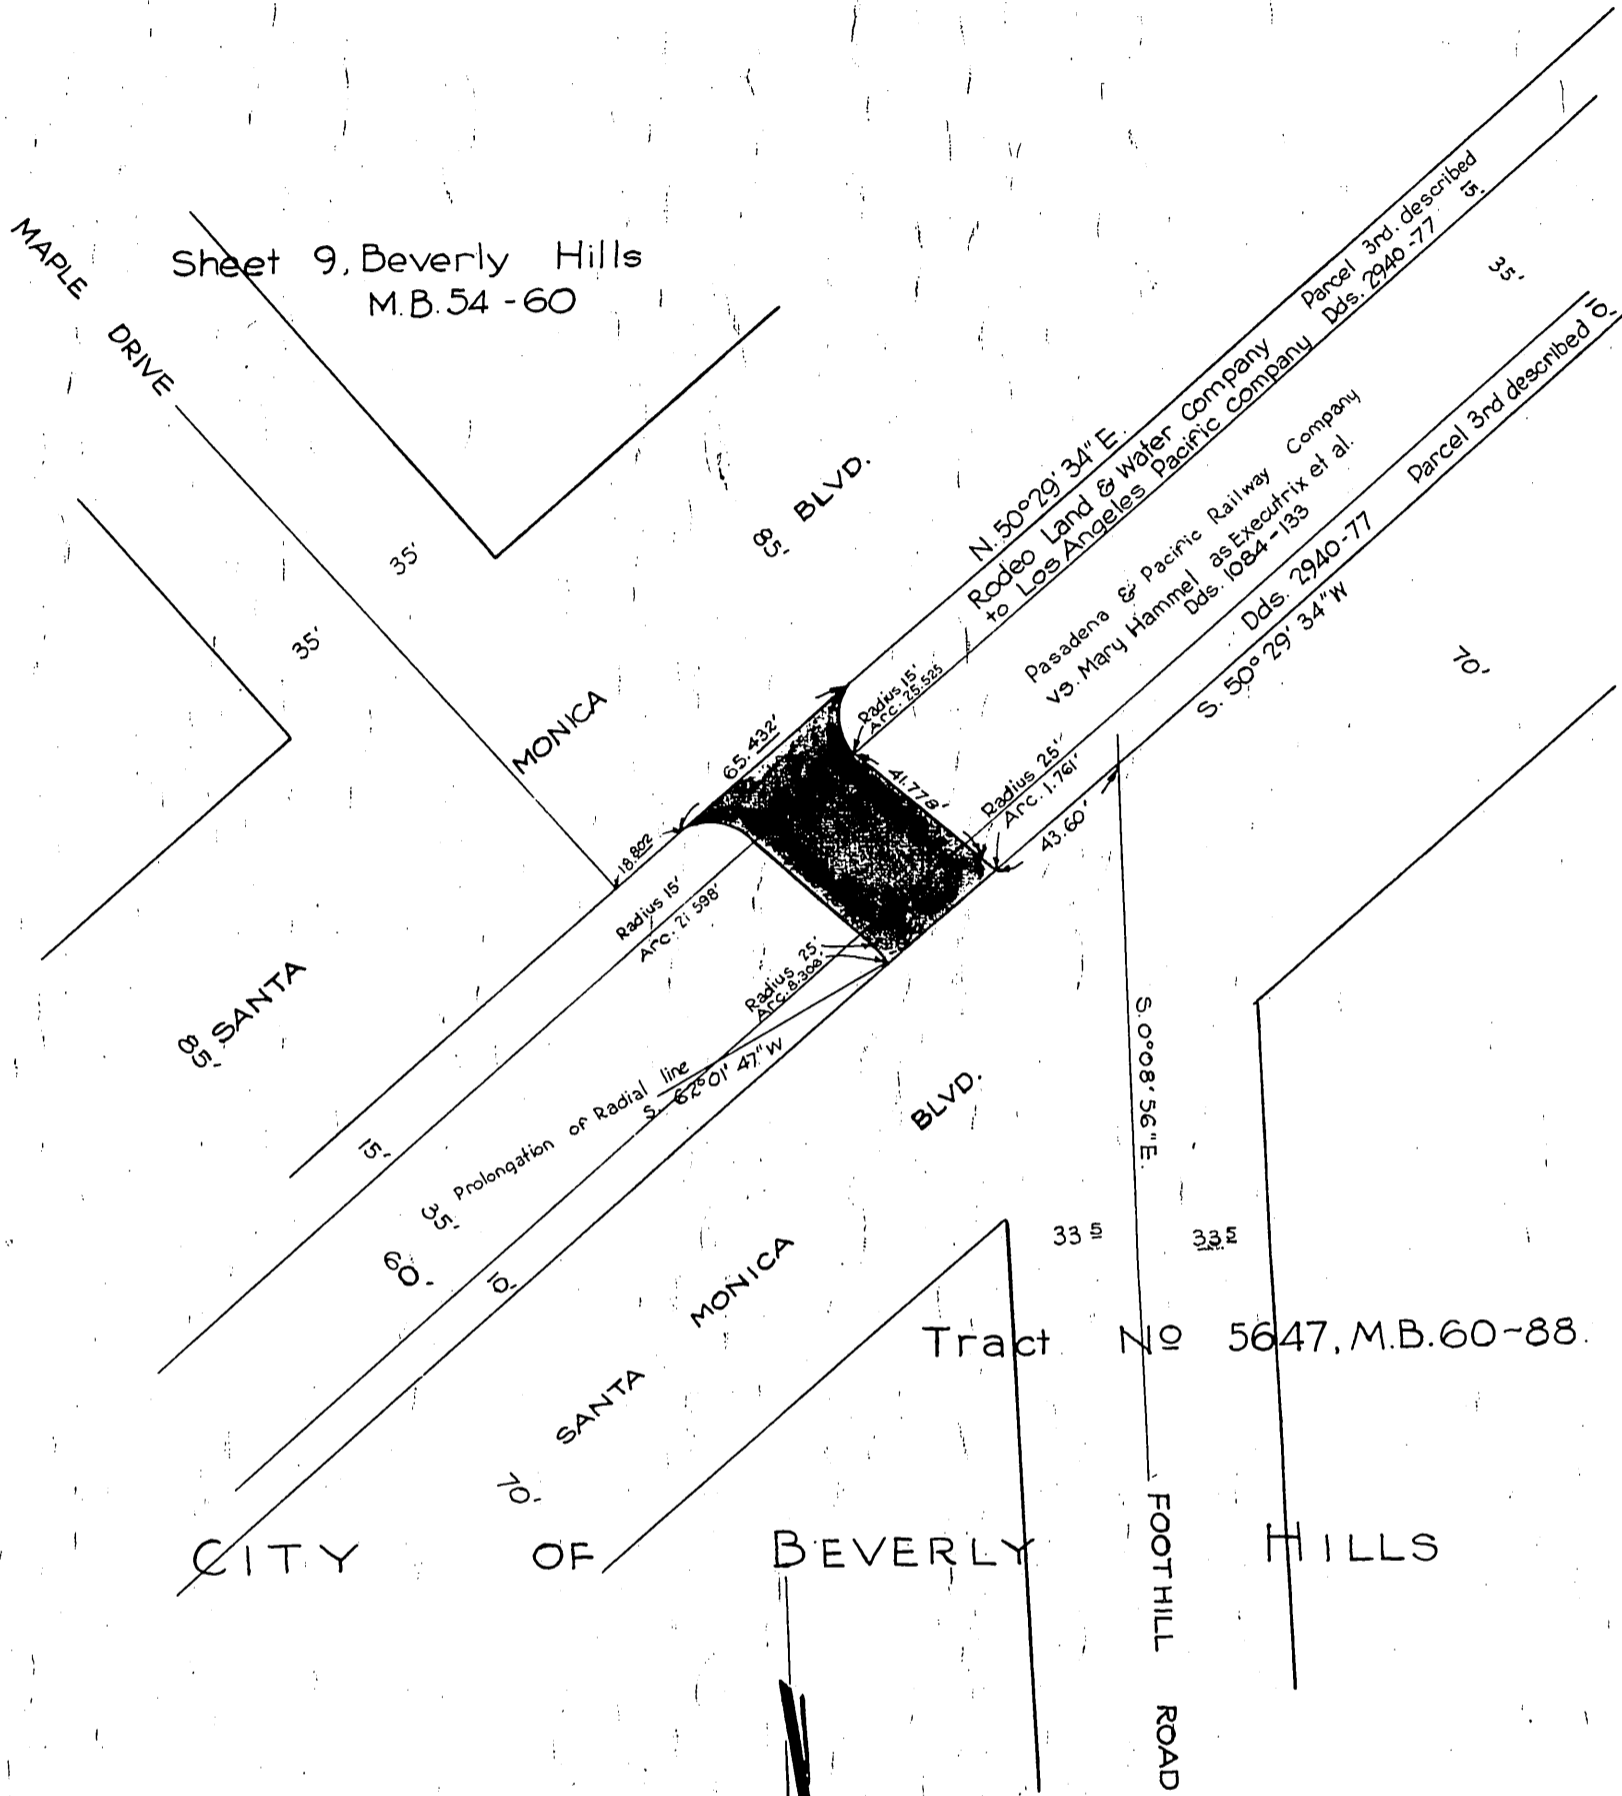 MAPLE DRIVE
Sheet 9, Beverly Hills
M.B. 54-60
35'
35'
85' BLVD.
MONICA
85' SANTA
N. 50°29'34" E.
Rodeo Land & Water Company
to Los Angeles Pacific Company
Parcel 3rd. described
Dds. 2940-77
15.
35'
Pasadena & Pacific Railway Company
vs. Mary Hammel as Executrix et al.
Dds. 1084-133
Dds. 2940-77
Parcel 3rd described
10.
S. 50° 29' 34" W
70.
65.432'
Radius 15'
Arc. 25.525
41.778'
Radius 25'
Arc. 1.761'
43.60'
18.802
Radius 15'
Arc. 21 598'
Radius 25'
Arc. 8.308'
Prolongation of Radial line
S. 62°01'47" W
15.
35'
60.
10.
S. 0°08'56" E.
BLVD.
MONICA
SANTA
70.
33 5
33 5
Tract No 5647, M.B. 60-88.
CITY OF BEVERLY HILLS
FOOTHILL ROAD